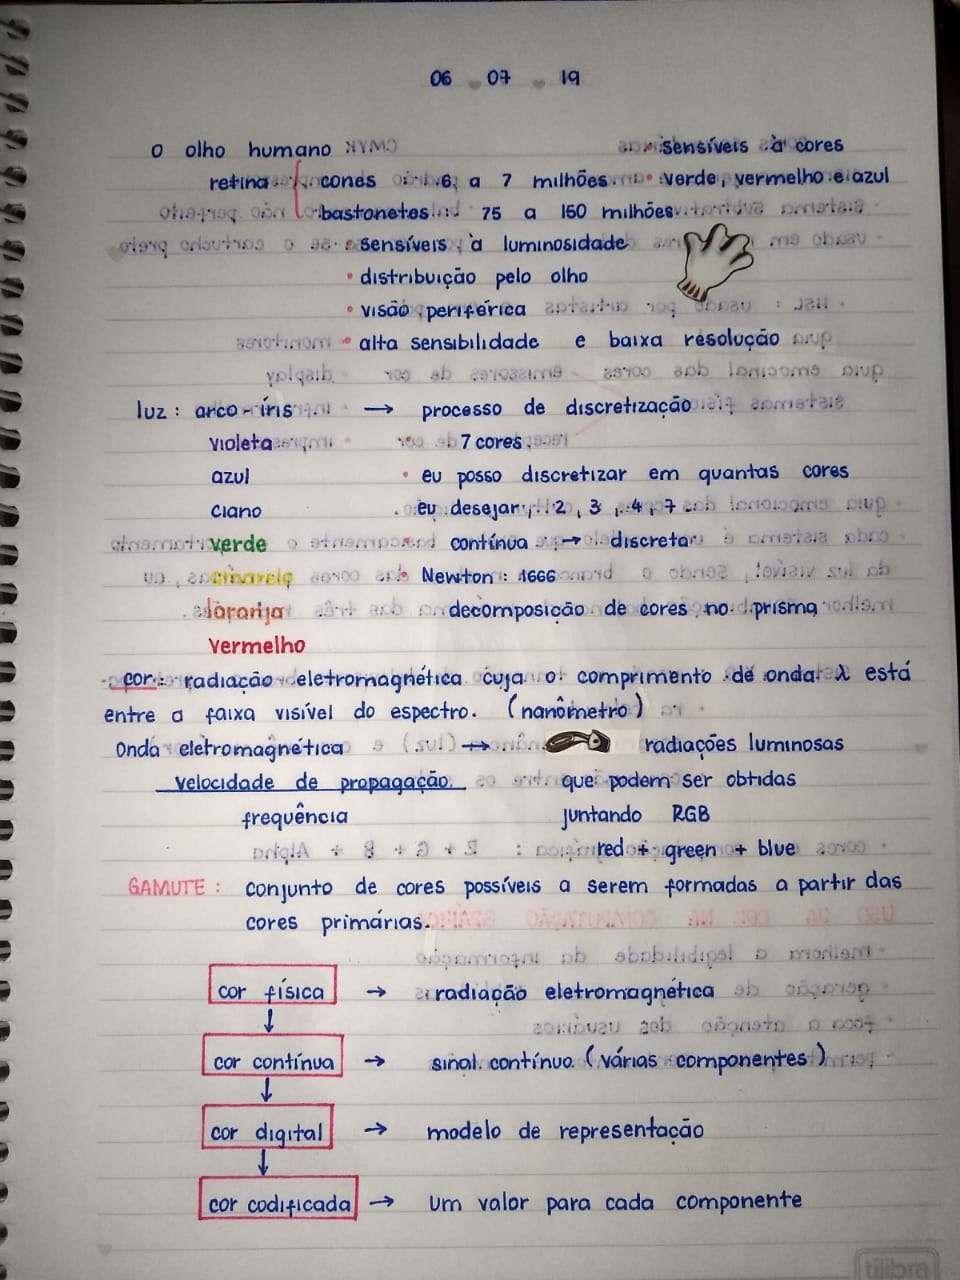 06 07 19
o olho humano sensíveis à cores
retina cones 6 a 7 milhões • verde, vermelho e azul
bastonetes 75 a 150 milhões
• sensíveis à luminosidade
• distribuição pelo olho
• visão periférica
• alta sensibilidade e baixa resolução
luz: arco-íris → processo de discretização
violeta • 7 cores.
azul • eu posso discretizar em quantas cores
ciano eu desejar, 2, 3, 4, 7
verde • contínua → discreta
amarelo • Newton: 1666
laranja decomposição de cores no prisma
vermelho
cor: radiação eletromagnética cuja o comprimento de onda λ está
entre a faixa visível do espectro. (nanômetro)
Onda eletromagnética → radiações luminosas
velocidade de propagação que podem ser obtidas
frequência juntando RGB
red + green + blue
GAMUTE: conjunto de cores possíveis a serem formadas a partir das
cores primárias.
cor física → radiação eletromagnética
↓
cor contínua → sinal contínuo (várias componentes)
↓
cor digital → modelo de representação
↓
cor codificada → um valor para cada componente
tilibra